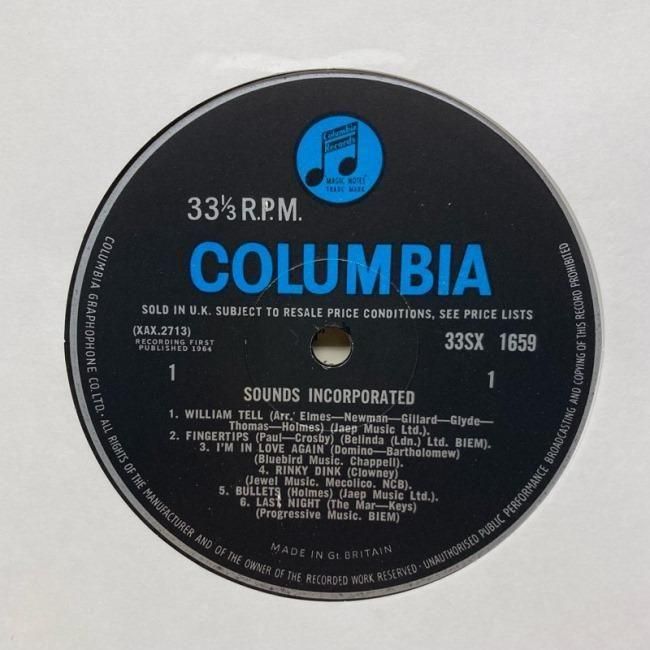 Columbia
Records
MAGIC NOTES
TRADE MARK
33⅓ R.P.M.
COLUMBIA
SOLD IN U.K. SUBJECT TO RESALE PRICE CONDITIONS, SEE PRICE LISTS
(XAX.2713)
RECORDING FIRST
PUBLISHED 1964
33SX 1659
1
1
SOUNDS INCORPORATED
1. WILLIAM TELL (Arr. Elmes—Newman—Gillard—Glyde—
Thomas—Holmes) (Jaep Music Ltd.).
2. FINGERTIPS (Paul—Crosby) (Belinda (Ldn.) Ltd. BIEM).
3. I'M IN LOVE AGAIN (Domino—Bartholomew)
(Bluebird Music. Chappell).
4. RINKY DINK (Clowney)
(Jewel Music. Mecolico. NCB).
5. BULLETS (Holmes) (Jaep Music Ltd.).
6. LAST NIGHT (The Mar—Keys)
(Progressive Music. BIEM)
MADE IN Gt. BRITAIN
COLUMBIA GRAPHOPHONE CO. LTD. · ALL RIGHTS OF THE MANUFACTURER AND OF THE OWNER OF THE RECORDED WORK RESERVED · UNAUTHORISED PUBLIC PERFORMANCE BROADCASTING AND COPYING OF THIS RECORD PROHIBITED